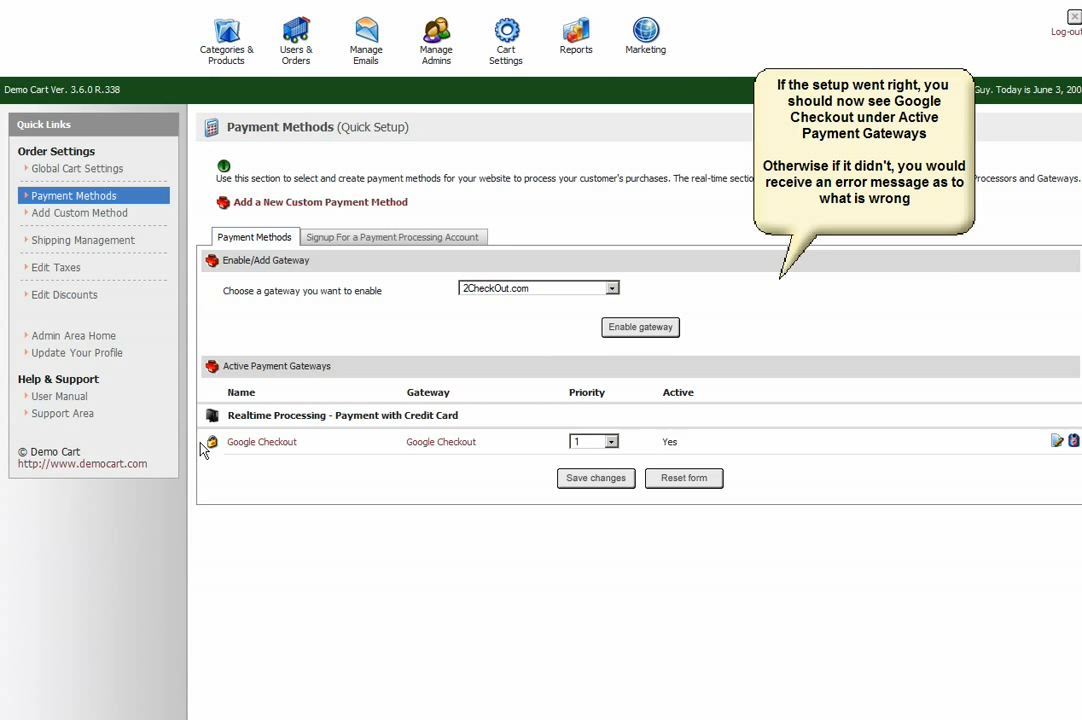 Categories & Products
Users & Orders
Manage Emails
Manage Admins
Cart Settings
Reports
Marketing
Log-out
Demo Cart Ver. 3.6.0 R.338
Guy. Today is June 3, 200
If the setup went right, you
should now see Google
Checkout under Active
Payment Gateways
Otherwise if it didn't, you would
receive an error message as to
what is wrong
Quick Links
Order Settings
Global Cart Settings
Payment Methods
Add Custom Method
Shipping Management
Edit Taxes
Edit Discounts
Admin Area Home
Update Your Profile
Help & Support
User Manual
Support Area
© Demo Cart
http://www.democart.com
Payment Methods (Quick Setup)
Use this section to select and create payment methods for your website to process your customer's purchases. The real-time sectio
Processors and Gateways.
Add a New Custom Payment Method
Payment Methods
Signup For a Payment Processing Account
Enable/Add Gateway
Choose a gateway you want to enable
2CheckOut.com
Enable gateway
Active Payment Gateways
Name Gateway Priority Active
Realtime Processing - Payment with Credit Card
Google Checkout Google Checkout 1 Yes
Save changes
Reset form